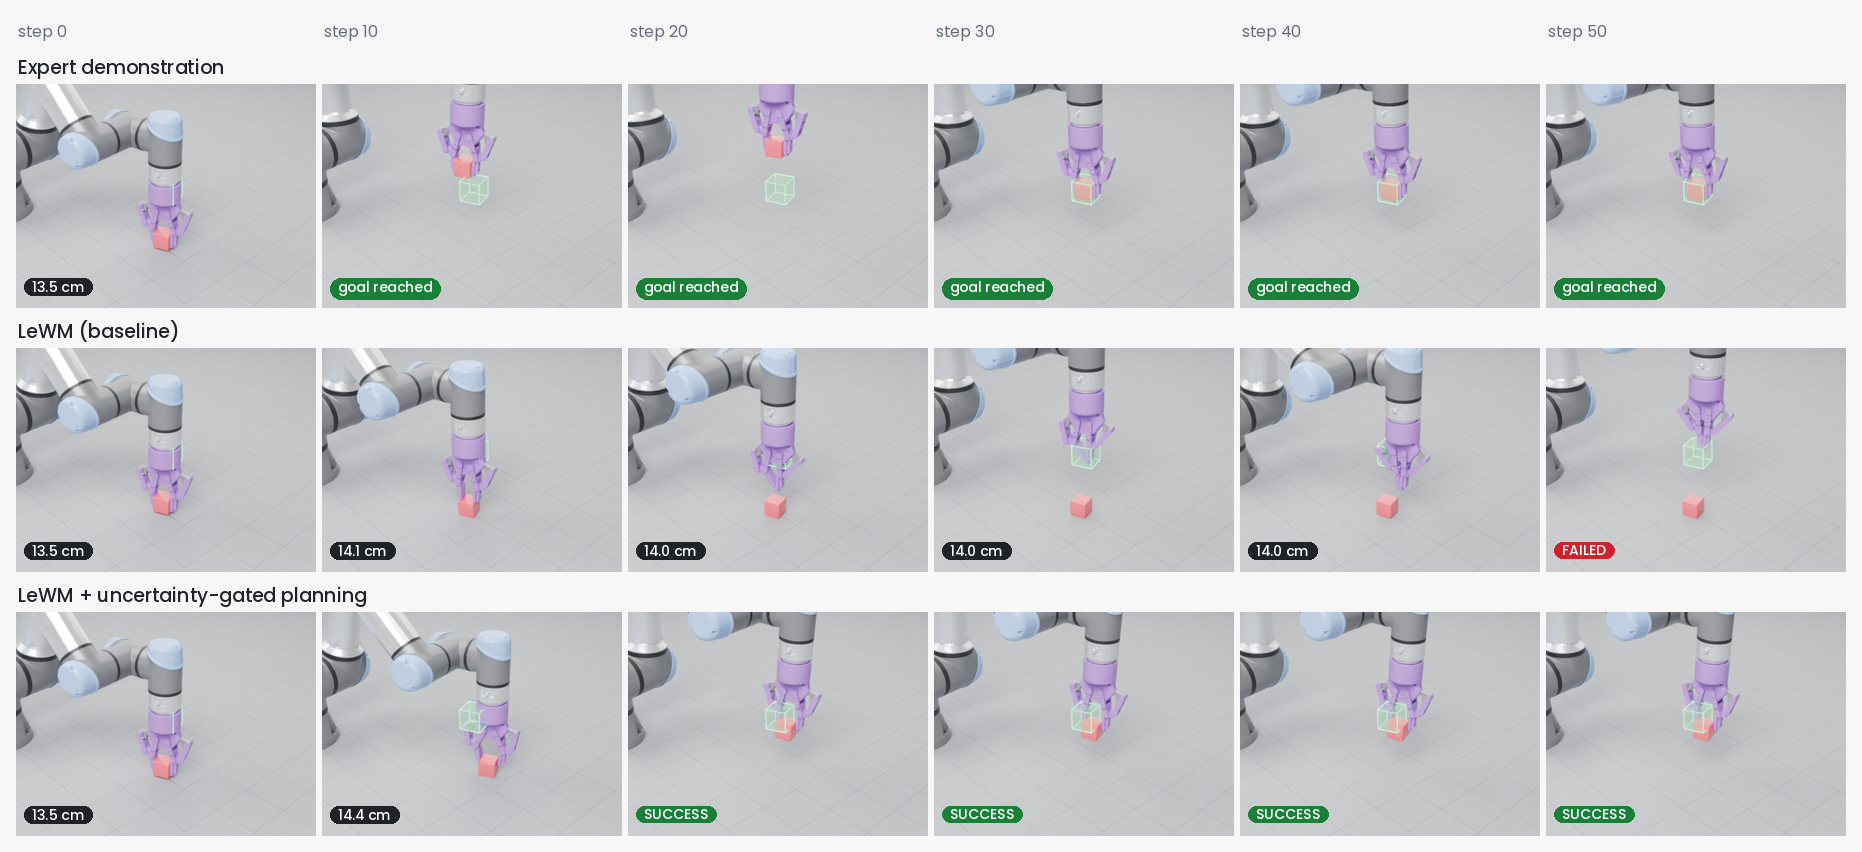 step 0 step 10 step 20 step 30 step 40 step 50
Expert demonstration
13.5 cm goal reached goal reached goal reached goal reached goal reached
LeWM (baseline)
13.5 cm 14.1 cm 14.0 cm 14.0 cm 14.0 cm FAILED
LeWM + uncertainty-gated planning
13.5 cm 14.4 cm SUCCESS SUCCESS SUCCESS SUCCESS